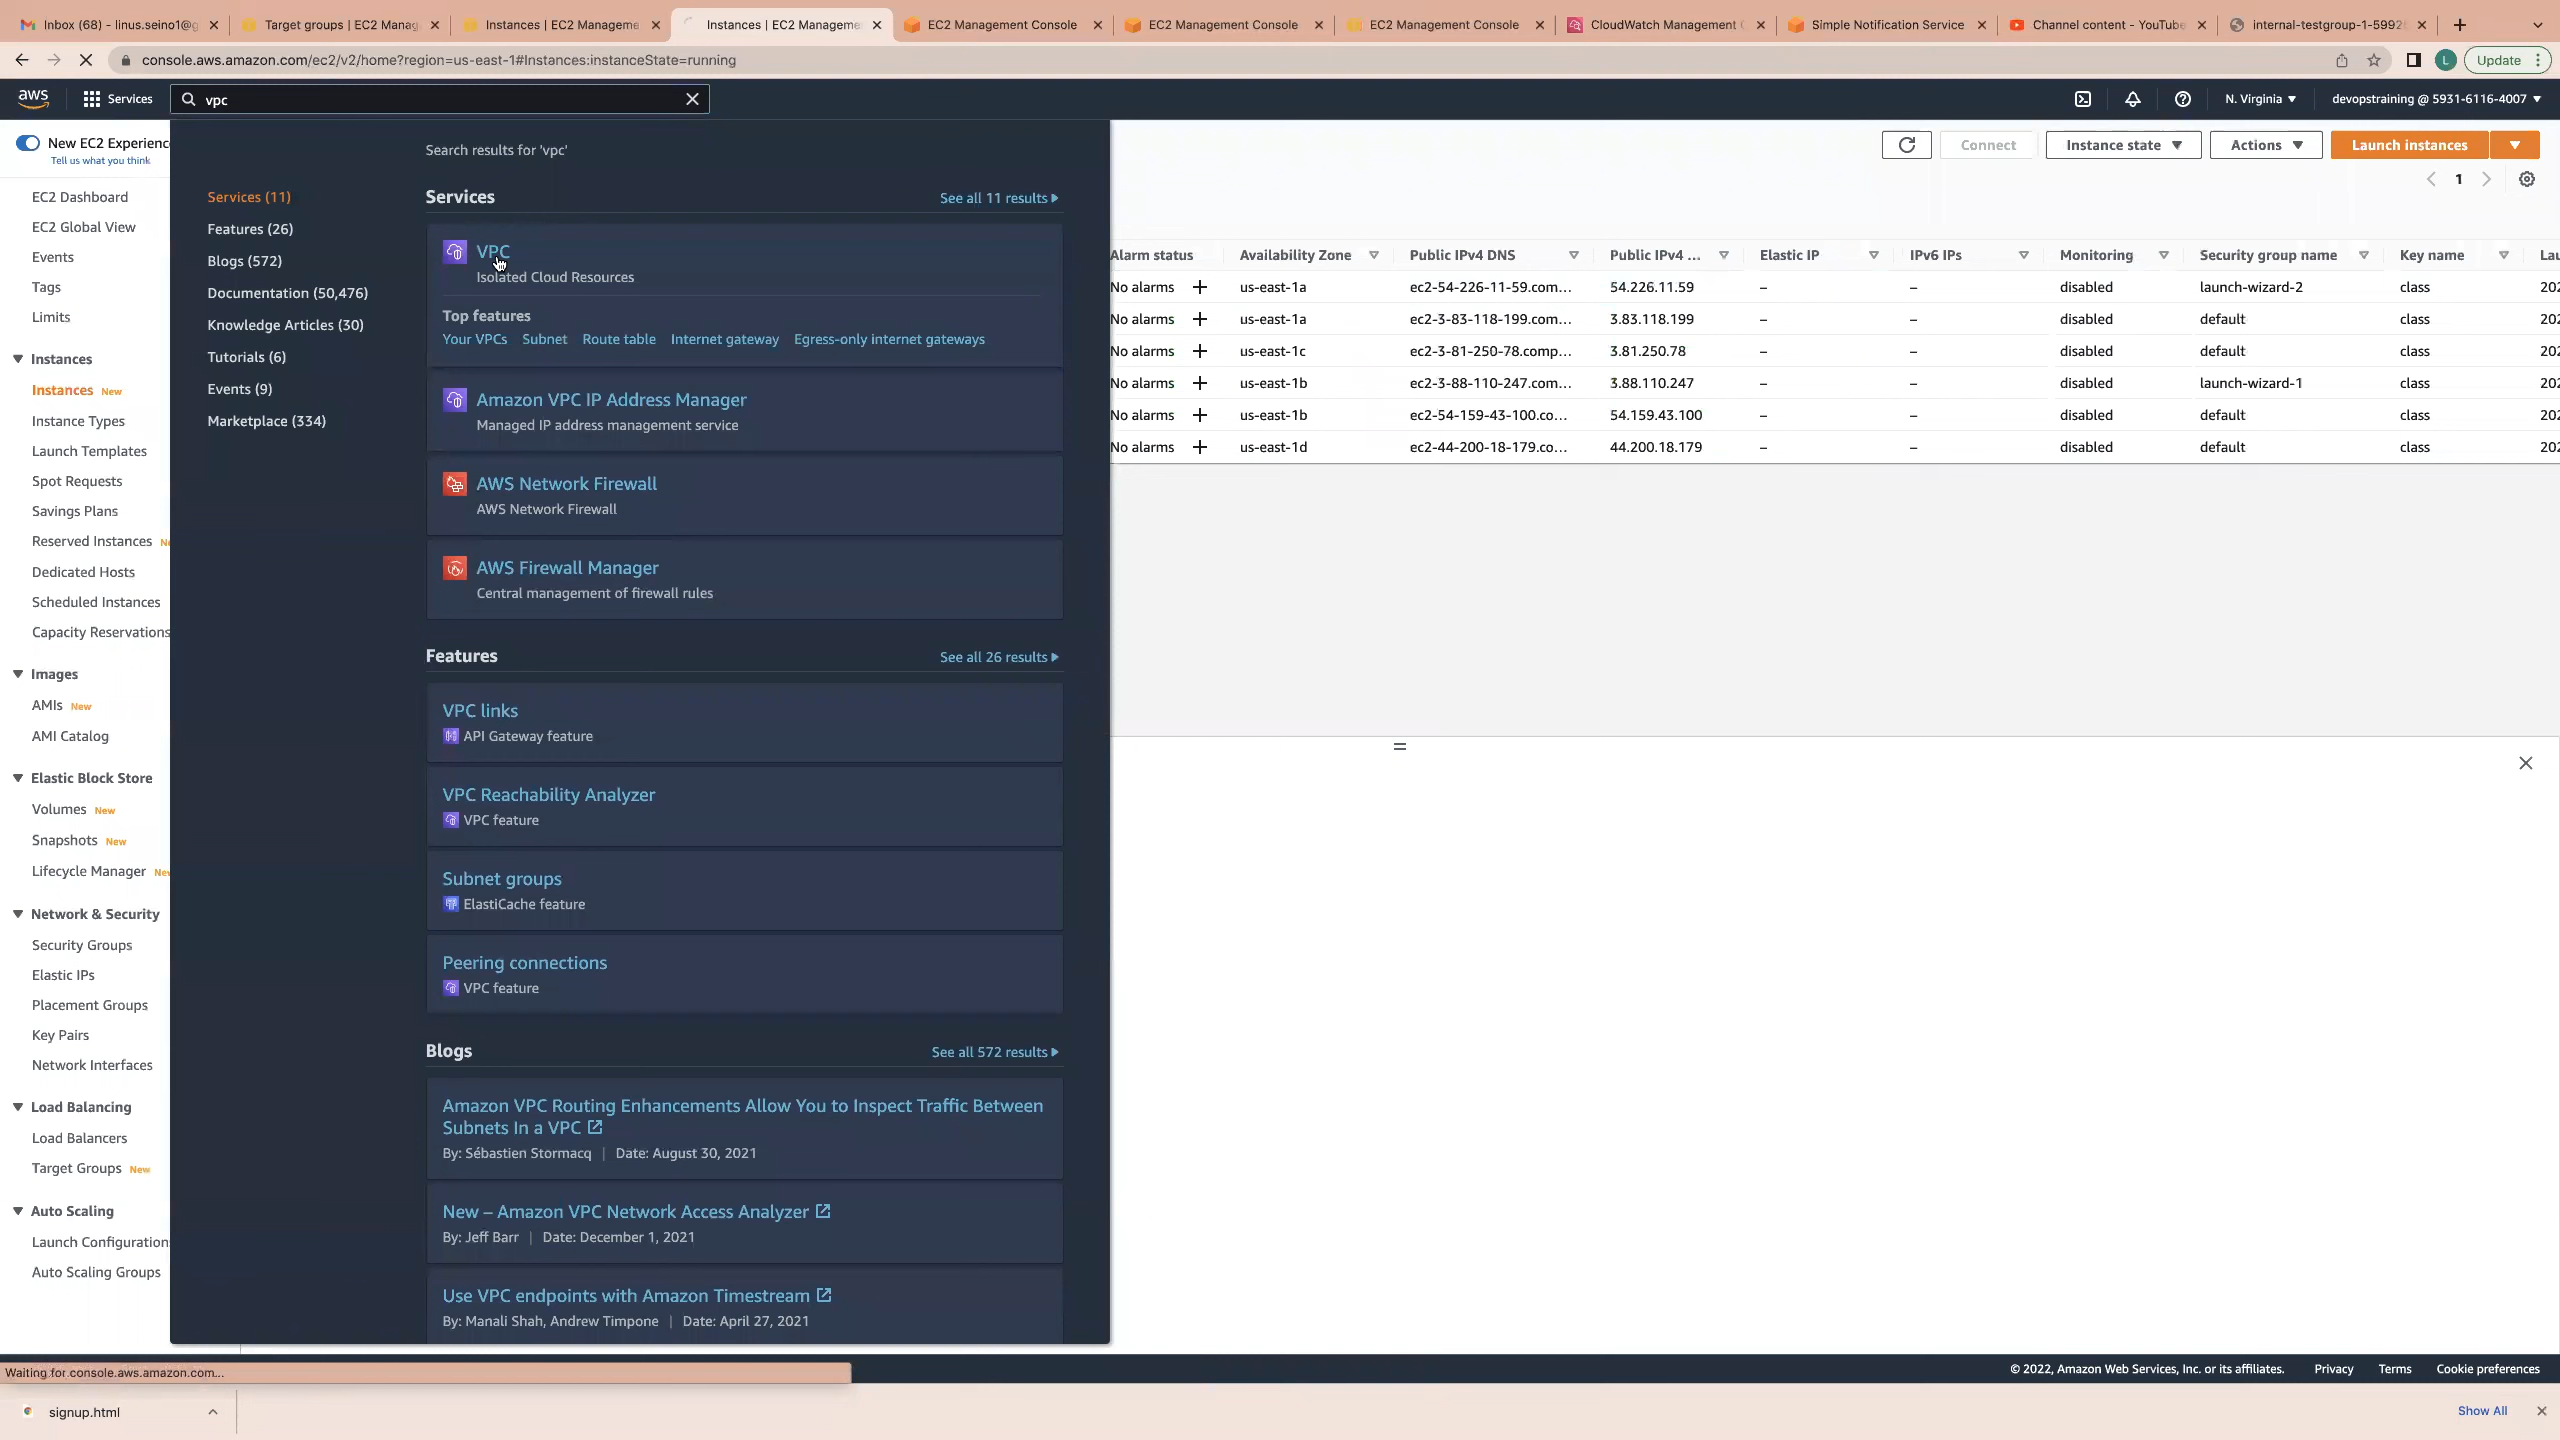 Inbox (68) - linus.seino1@g
Target groups | EC2 Manag
Instances | EC2 Manageme
Instances | EC2 Manageme
EC2 Management Console
EC2 Management Console
EC2 Management Console
CloudWatch Management C
Simple Notification Service
Channel content - YouTube
internal-testgroup-1-5992
console.aws.amazon.com/ec2/v2/home?region=us-east-1#Instances:instanceState=running
L
Update
aws
Services
vpc
N. Virginia
devopstraining @ 5931-6116-4007
New EC2 Experience
Tell us what you think
EC2 Dashboard
EC2 Global View
Events
Tags
Limits
Instances
Instances New
Instance Types
Launch Templates
Spot Requests
Savings Plans
Reserved Instances Ne
Dedicated Hosts
Scheduled Instances
Capacity Reservations
Images
AMIs New
AMI Catalog
Elastic Block Store
Volumes New
Snapshots New
Lifecycle Manager New
Network & Security
Security Groups
Elastic IPs
Placement Groups
Key Pairs
Network Interfaces
Load Balancing
Load Balancers
Target Groups New
Auto Scaling
Launch Configurations
Auto Scaling Groups
Search results for 'vpc'
Services (11)
Features (26)
Blogs (572)
Documentation (50,476)
Knowledge Articles (30)
Tutorials (6)
Events (9)
Marketplace (334)
Services
See all 11 results
VPC
Isolated Cloud Resources
Top features
Your VPCs Subnet Route table Internet gateway Egress-only internet gateways
Amazon VPC IP Address Manager
Managed IP address management service
AWS Network Firewall
AWS Network Firewall
AWS Firewall Manager
Central management of firewall rules
Features
See all 26 results
VPC links
API Gateway feature
VPC Reachability Analyzer
VPC feature
Subnet groups
ElastiCache feature
Peering connections
VPC feature
Blogs
See all 572 results
Amazon VPC Routing Enhancements Allow You to Inspect Traffic Between
Subnets In a VPC
By: Sébastien Stormacq | Date: August 30, 2021
New – Amazon VPC Network Access Analyzer
By: Jeff Barr | Date: December 1, 2021
Use VPC endpoints with Amazon Timestream
By: Manali Shah, Andrew Timpone | Date: April 27, 2021
Connect
Instance state
Actions
Launch instances
1
Alarm status Availability Zone Public IPv4 DNS Public IPv4 ... Elastic IP IPv6 IPs Monitoring Security group name Key name Lau
No alarms + us-east-1a ec2-54-226-11-59.com... 54.226.11.59 – – disabled launch-wizard-2 class 202
No alarms + us-east-1a ec2-3-83-118-199.com... 3.83.118.199 – – disabled default class 202
No alarms + us-east-1c ec2-3-81-250-78.comp... 3.81.250.78 – – disabled default class 202
No alarms + us-east-1b ec2-3-88-110-247.com... 3.88.110.247 – – disabled launch-wizard-1 class 202
No alarms + us-east-1b ec2-54-159-43-100.co... 54.159.43.100 – – disabled default class 202
No alarms + us-east-1d ec2-44-200-18-179.co... 44.200.18.179 – – disabled default class 202
Waiting for console.aws.amazon.com...
© 2022, Amazon Web Services, Inc. or its affiliates. Privacy Terms Cookie preferences
signup.html
Show All